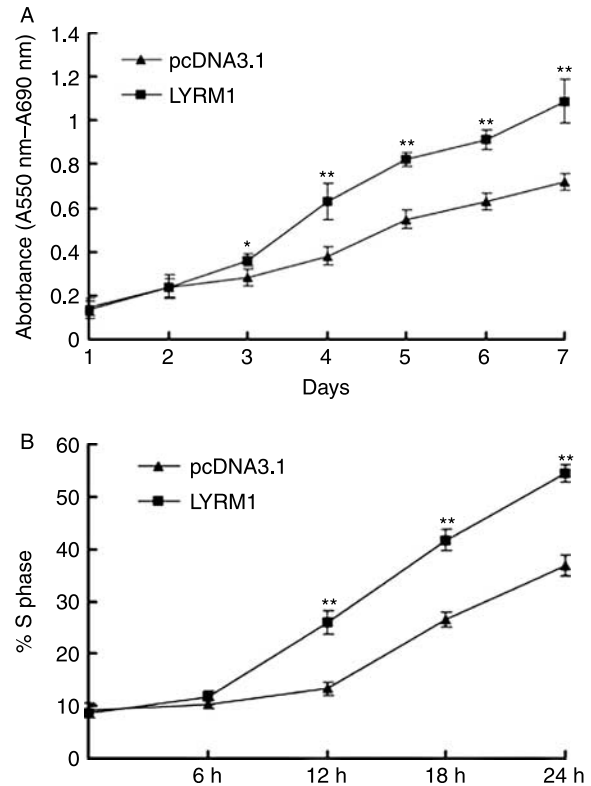 A
Aborbance (A550 nm–A690 nm)
1.4
1.2
1
0.8
0.6
0.4
0.2
0
pcDNA3.1
LYRM1
*
**
**
**
**
1 2 3 4 5 6 7
Days
B
% S phase
60
50
40
30
20
10
0
pcDNA3.1
LYRM1
**
**
**
6 h 12 h 18 h 24 h